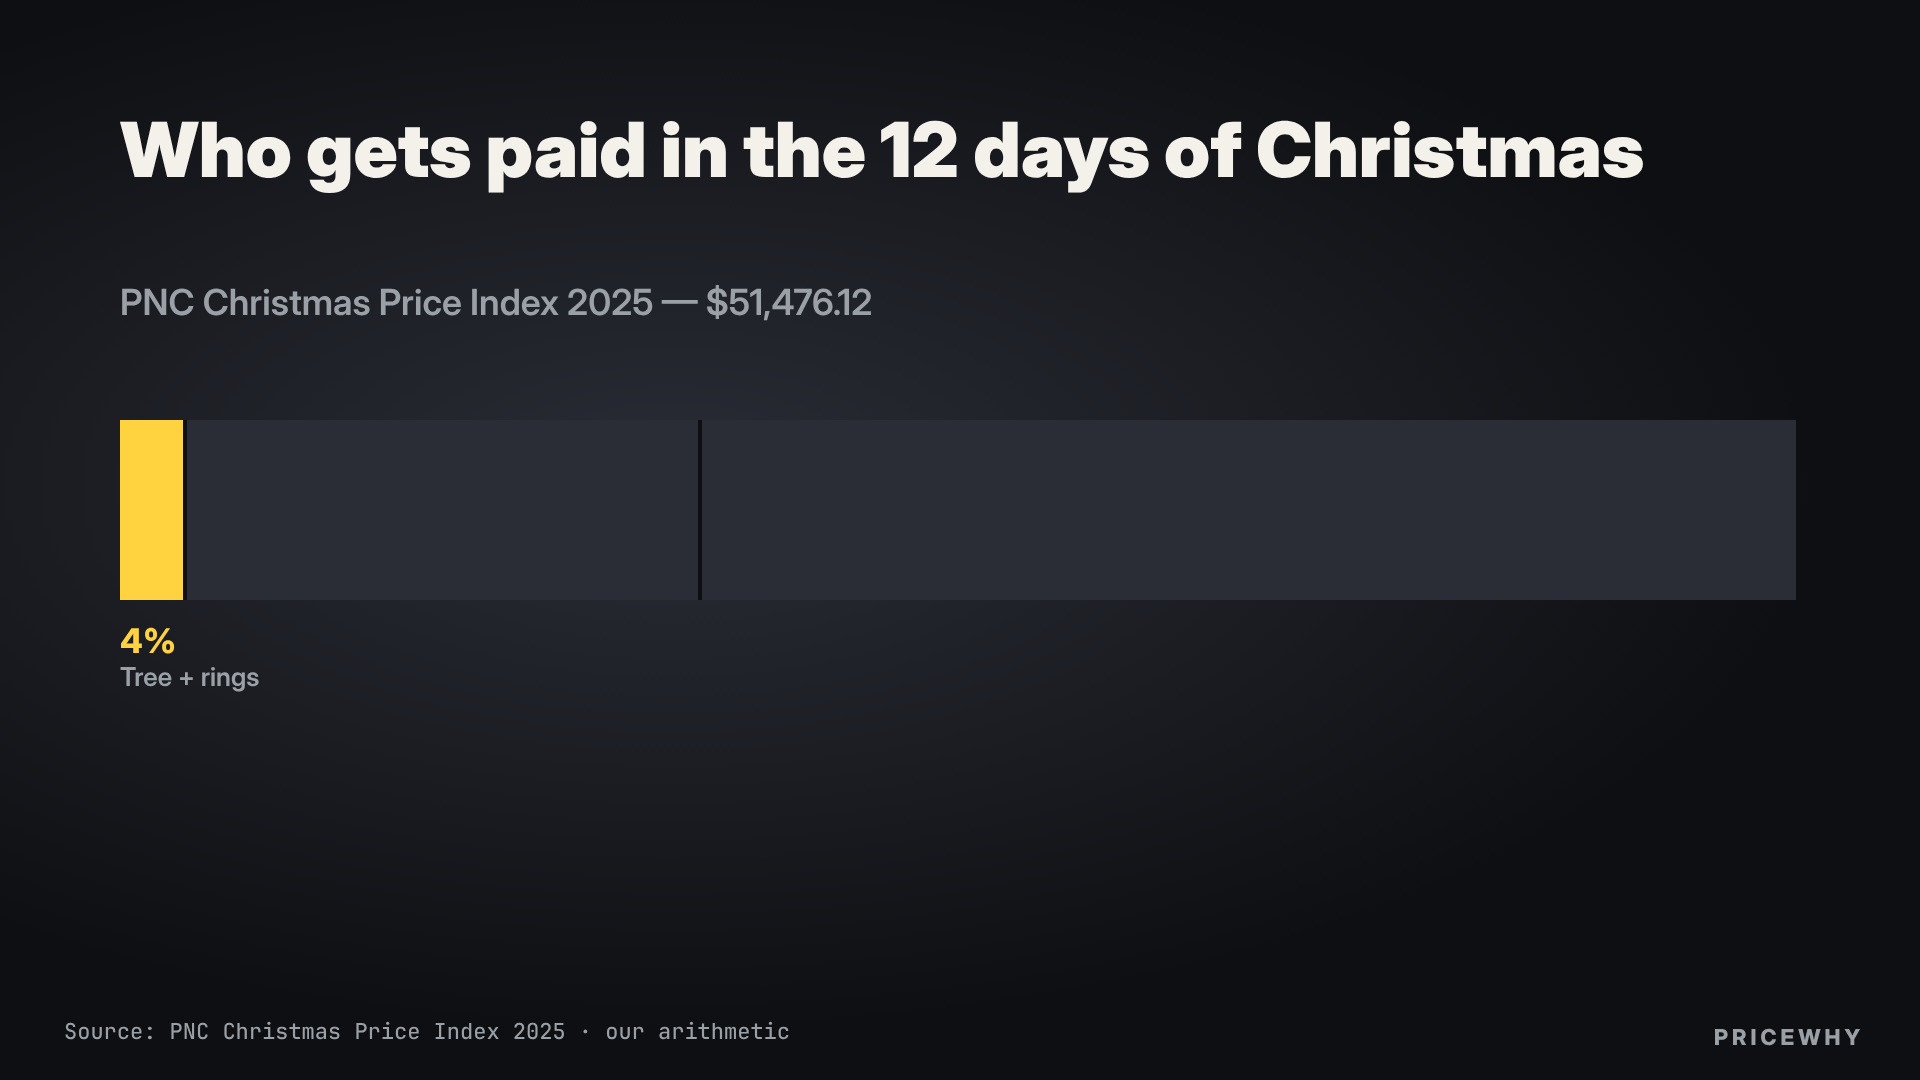 Who gets paid in the 12 days of Christmas
PNC Christmas Price Index 2025 — $51,476.12
4%
Tree + rings
Source: PNC Christmas Price Index 2025 · our arithmetic
PRICEWHY